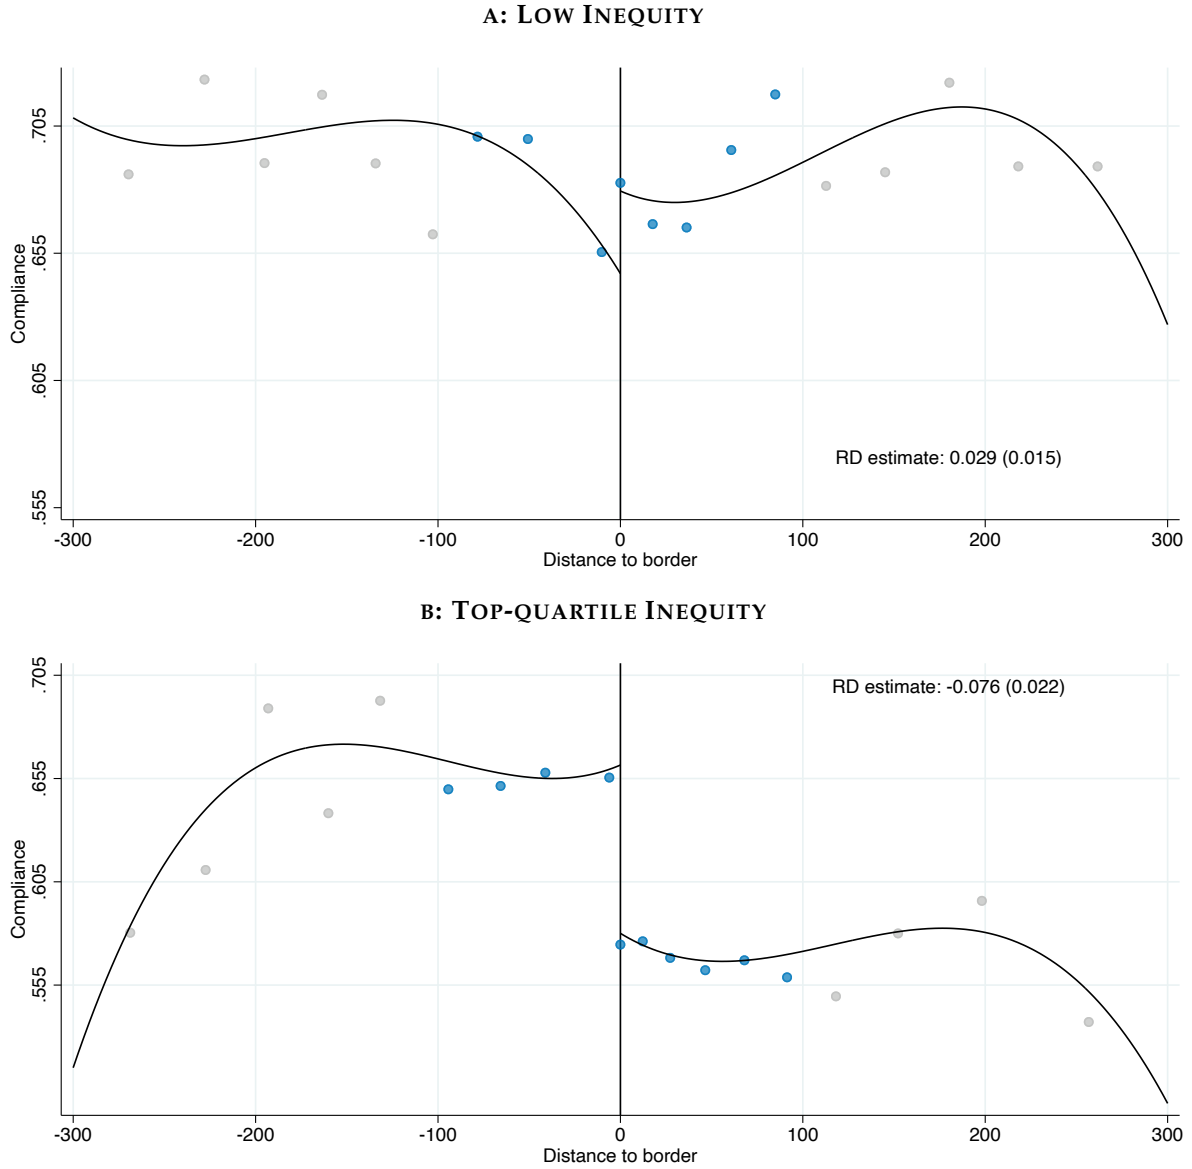 A: LOW INEQUITY
.705
.655
.605
.555
Compliance
RD estimate: 0.029 (0.015)
-300 -200 -100 0 100 200 300
Distance to border
B: TOP-QUARTILE INEQUITY
.705
.655
.605
.555
Compliance
RD estimate: -0.076 (0.022)
-300 -200 -100 0 100 200 300
Distance to border